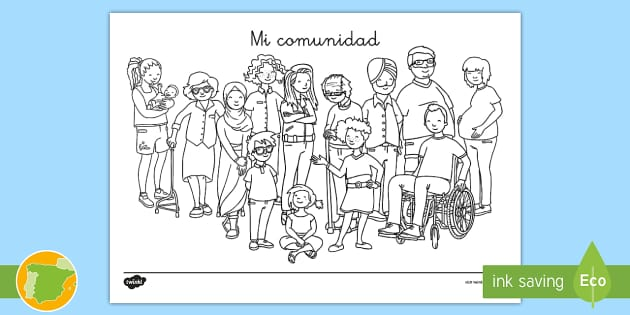 Mi comunidad
twinkl
ink saving
Eco